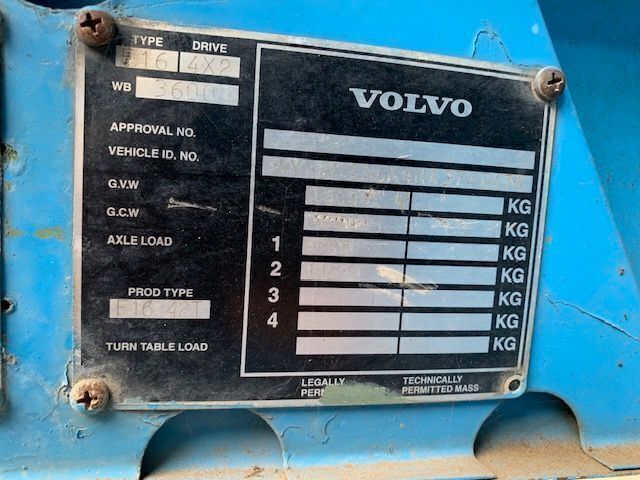 TYPE DRIVE
F 16 4X2
WB 3600
VOLVO
APPROVAL NO.
VEHICLE ID. NO.
G.V.W KG
G.C.W KG
AXLE LOAD 1 KG
2 KG
3 KG
PROD TYPE
F16 42T
4 KG
TURN TABLE LOAD KG
LEGALLY TECHNICALLY
PERMITTED MASS